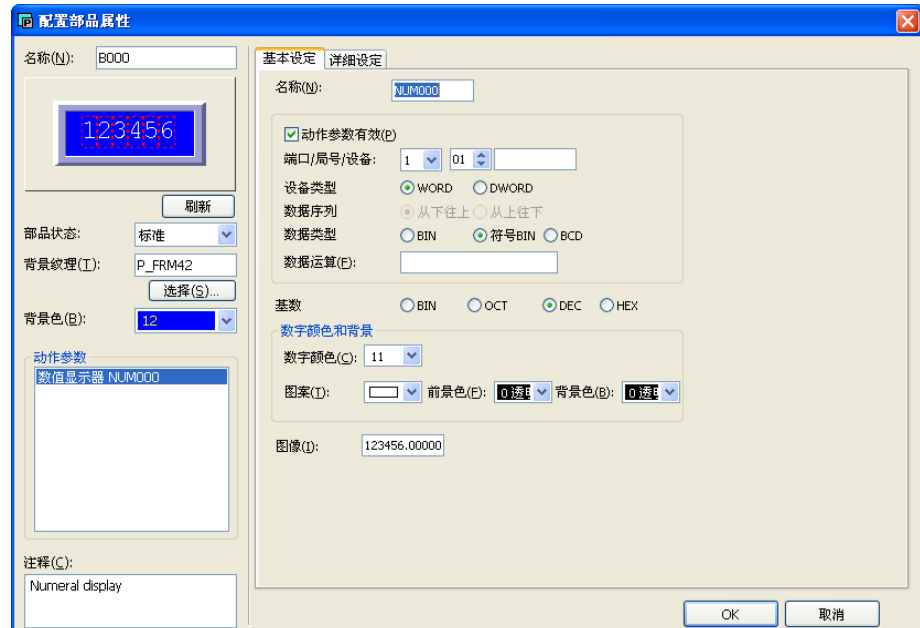 配置部品属性
名称(N): B000
123456
刷新
部品状态: 标准
背景纹理(T): P_FRM42
选择(S)...
背景色(B): 12
动作参数
数值显示器 NUM000
注释(C):
Numeral display
基本设定 详细设定
名称(N): NUM000
动作参数有效(P)
端口/局号/设备: 1 01
设备类型 WORD DWORD
数据序列 从下往上 从上往下
数据类型 BIN 符号BIN BCD
数据运算(F):
基数 BIN OCT DEC HEX
数字颜色和背景
数字颜色(C): 11
图案(T): 前景色(F): 0透 背景色(B): 0透
图像(I): 123456.00000
OK 取消